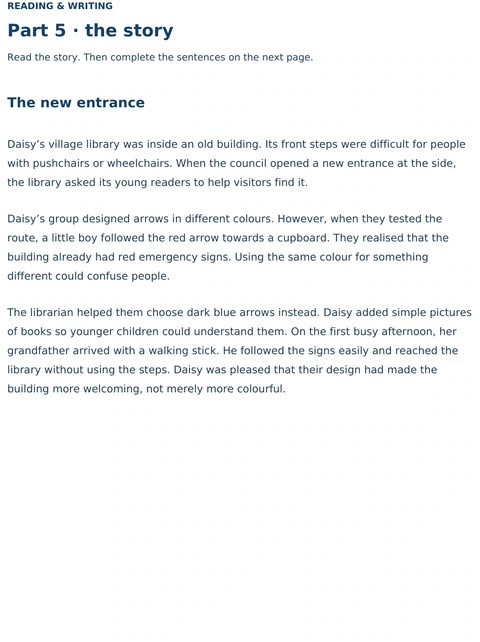 READING & WRITING
Part 5 · the story
Read the story. Then complete the sentences on the next page.
The new entrance
Daisy’s village library was inside an old building. Its front steps were difficult for people
with pushchairs or wheelchairs. When the council opened a new entrance at the side,
the library asked its young readers to help visitors find it.
Daisy’s group designed arrows in different colours. However, when they tested the
route, a little boy followed the red arrow towards a cupboard. They realised that the
building already had red emergency signs. Using the same colour for something
different could confuse people.
The librarian helped them choose dark blue arrows instead. Daisy added simple pictures
of books so younger children could understand them. On the first busy afternoon, her
grandfather arrived with a walking stick. He followed the signs easily and reached the
library without using the steps. Daisy was pleased that their design had made the
building more welcoming, not merely more colourful.